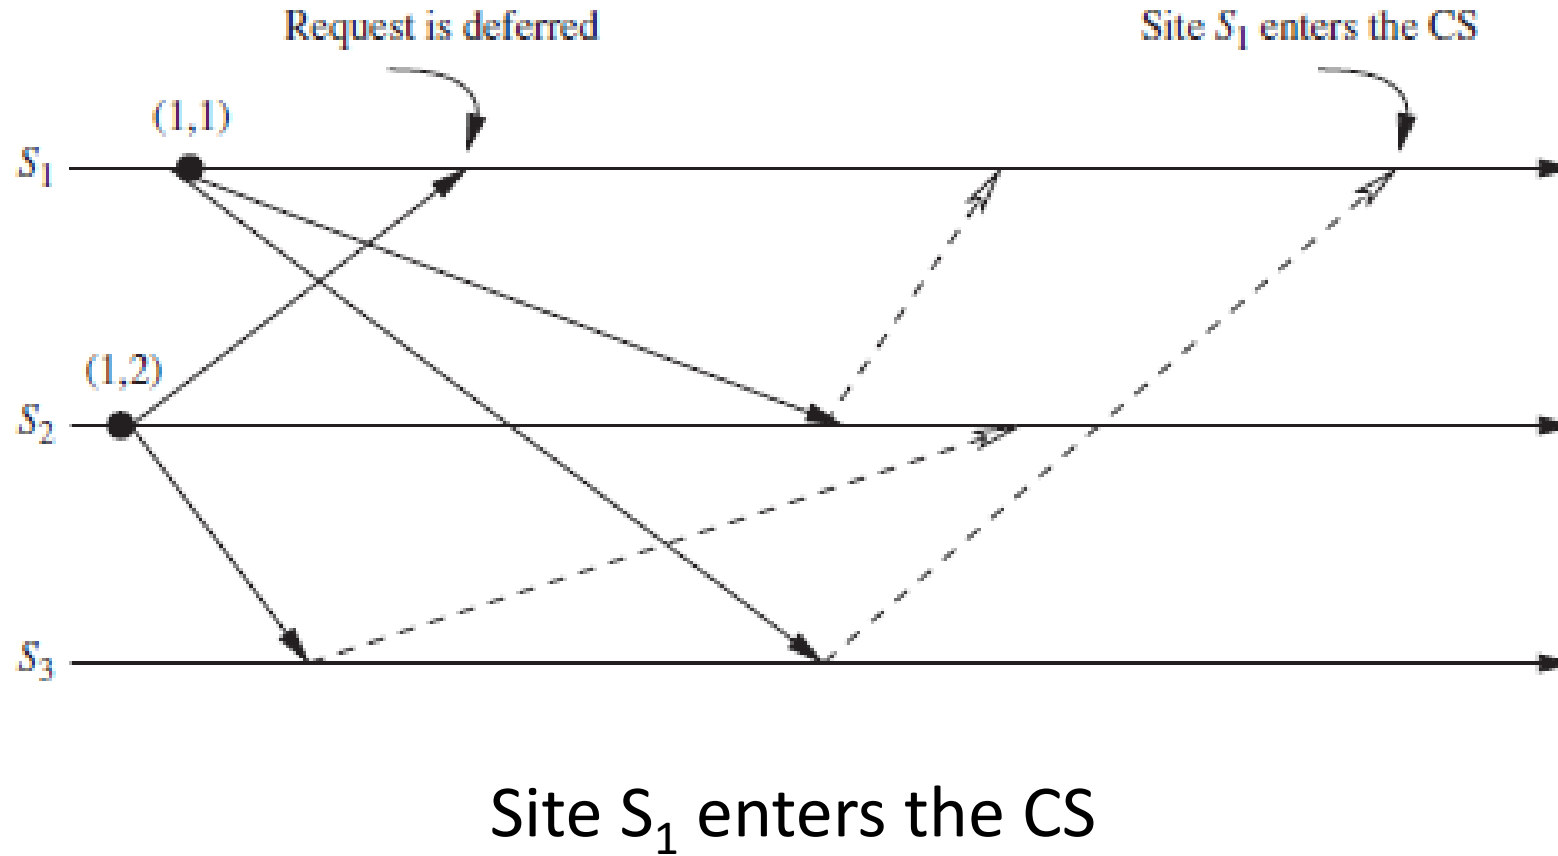 Request is deferred
Site S1 enters the CS
(1,1)
S1
(1,2)
S2
S3
Site S1 enters the CS